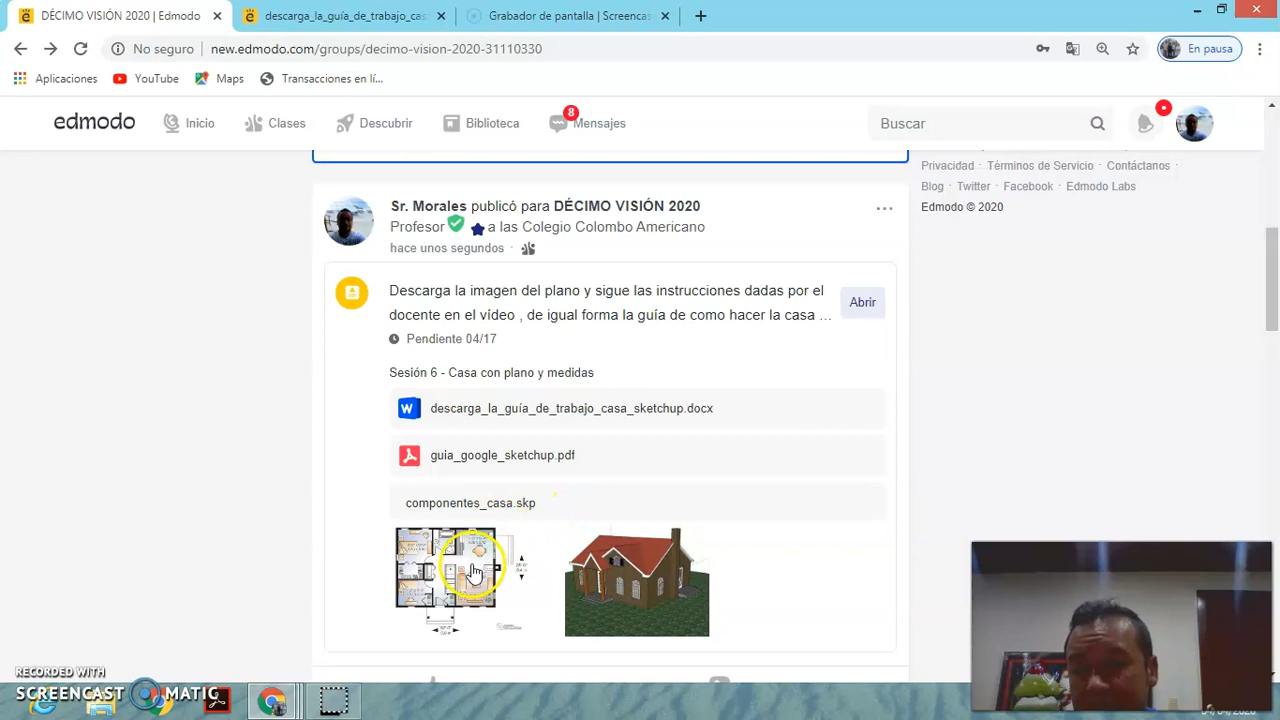 DÉCIMO VISIÓN 2020 | Edmodo
descarga_la_guía_de_trabajo_cas
Grabador de pantalla | Screencas
No seguro
new.edmodo.com/groups/decimo-vision-2020-31110330
En pausa
Aplicaciones
YouTube
Maps
Transacciones en lí...
edmodo
Inicio
Clases
Descubrir
Biblioteca
8
Mensajes
Buscar
Privacidad · Términos de Servicio · Contáctanos ·
Blog · Twitter · Facebook · Edmodo Labs
Edmodo © 2020
Sr. Morales publicó para DÉCIMO VISIÓN 2020
Profesor a las Colegio Colombo Americano
hace unos segundos ·
Descarga la imagen del plano y sigue las instrucciones dadas por el
docente en el vídeo , de igual forma la guía de como hacer la casa ...
Abrir
Pendiente 04/17
Sesión 6 - Casa con plano y medidas
W
descarga_la_guía_de_trabajo_casa_sketchup.docx
guia_google_sketchup.pdf
componentes_casa.skp
RECORDED WITH
SCREENCAST MATIC